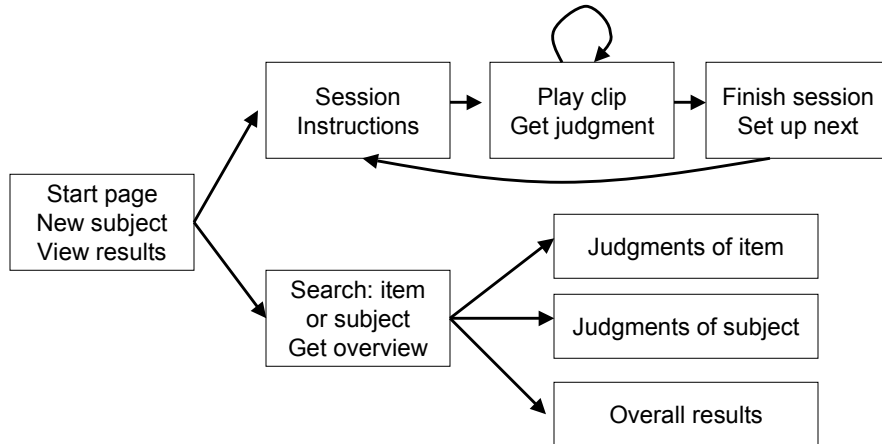 Session
Instructions
Play clip
Get judgment
Finish session
Set up next
Start page
New subject
View results
Search: item
or subject
Get overview
Judgments of item
Judgments of subject
Overall results